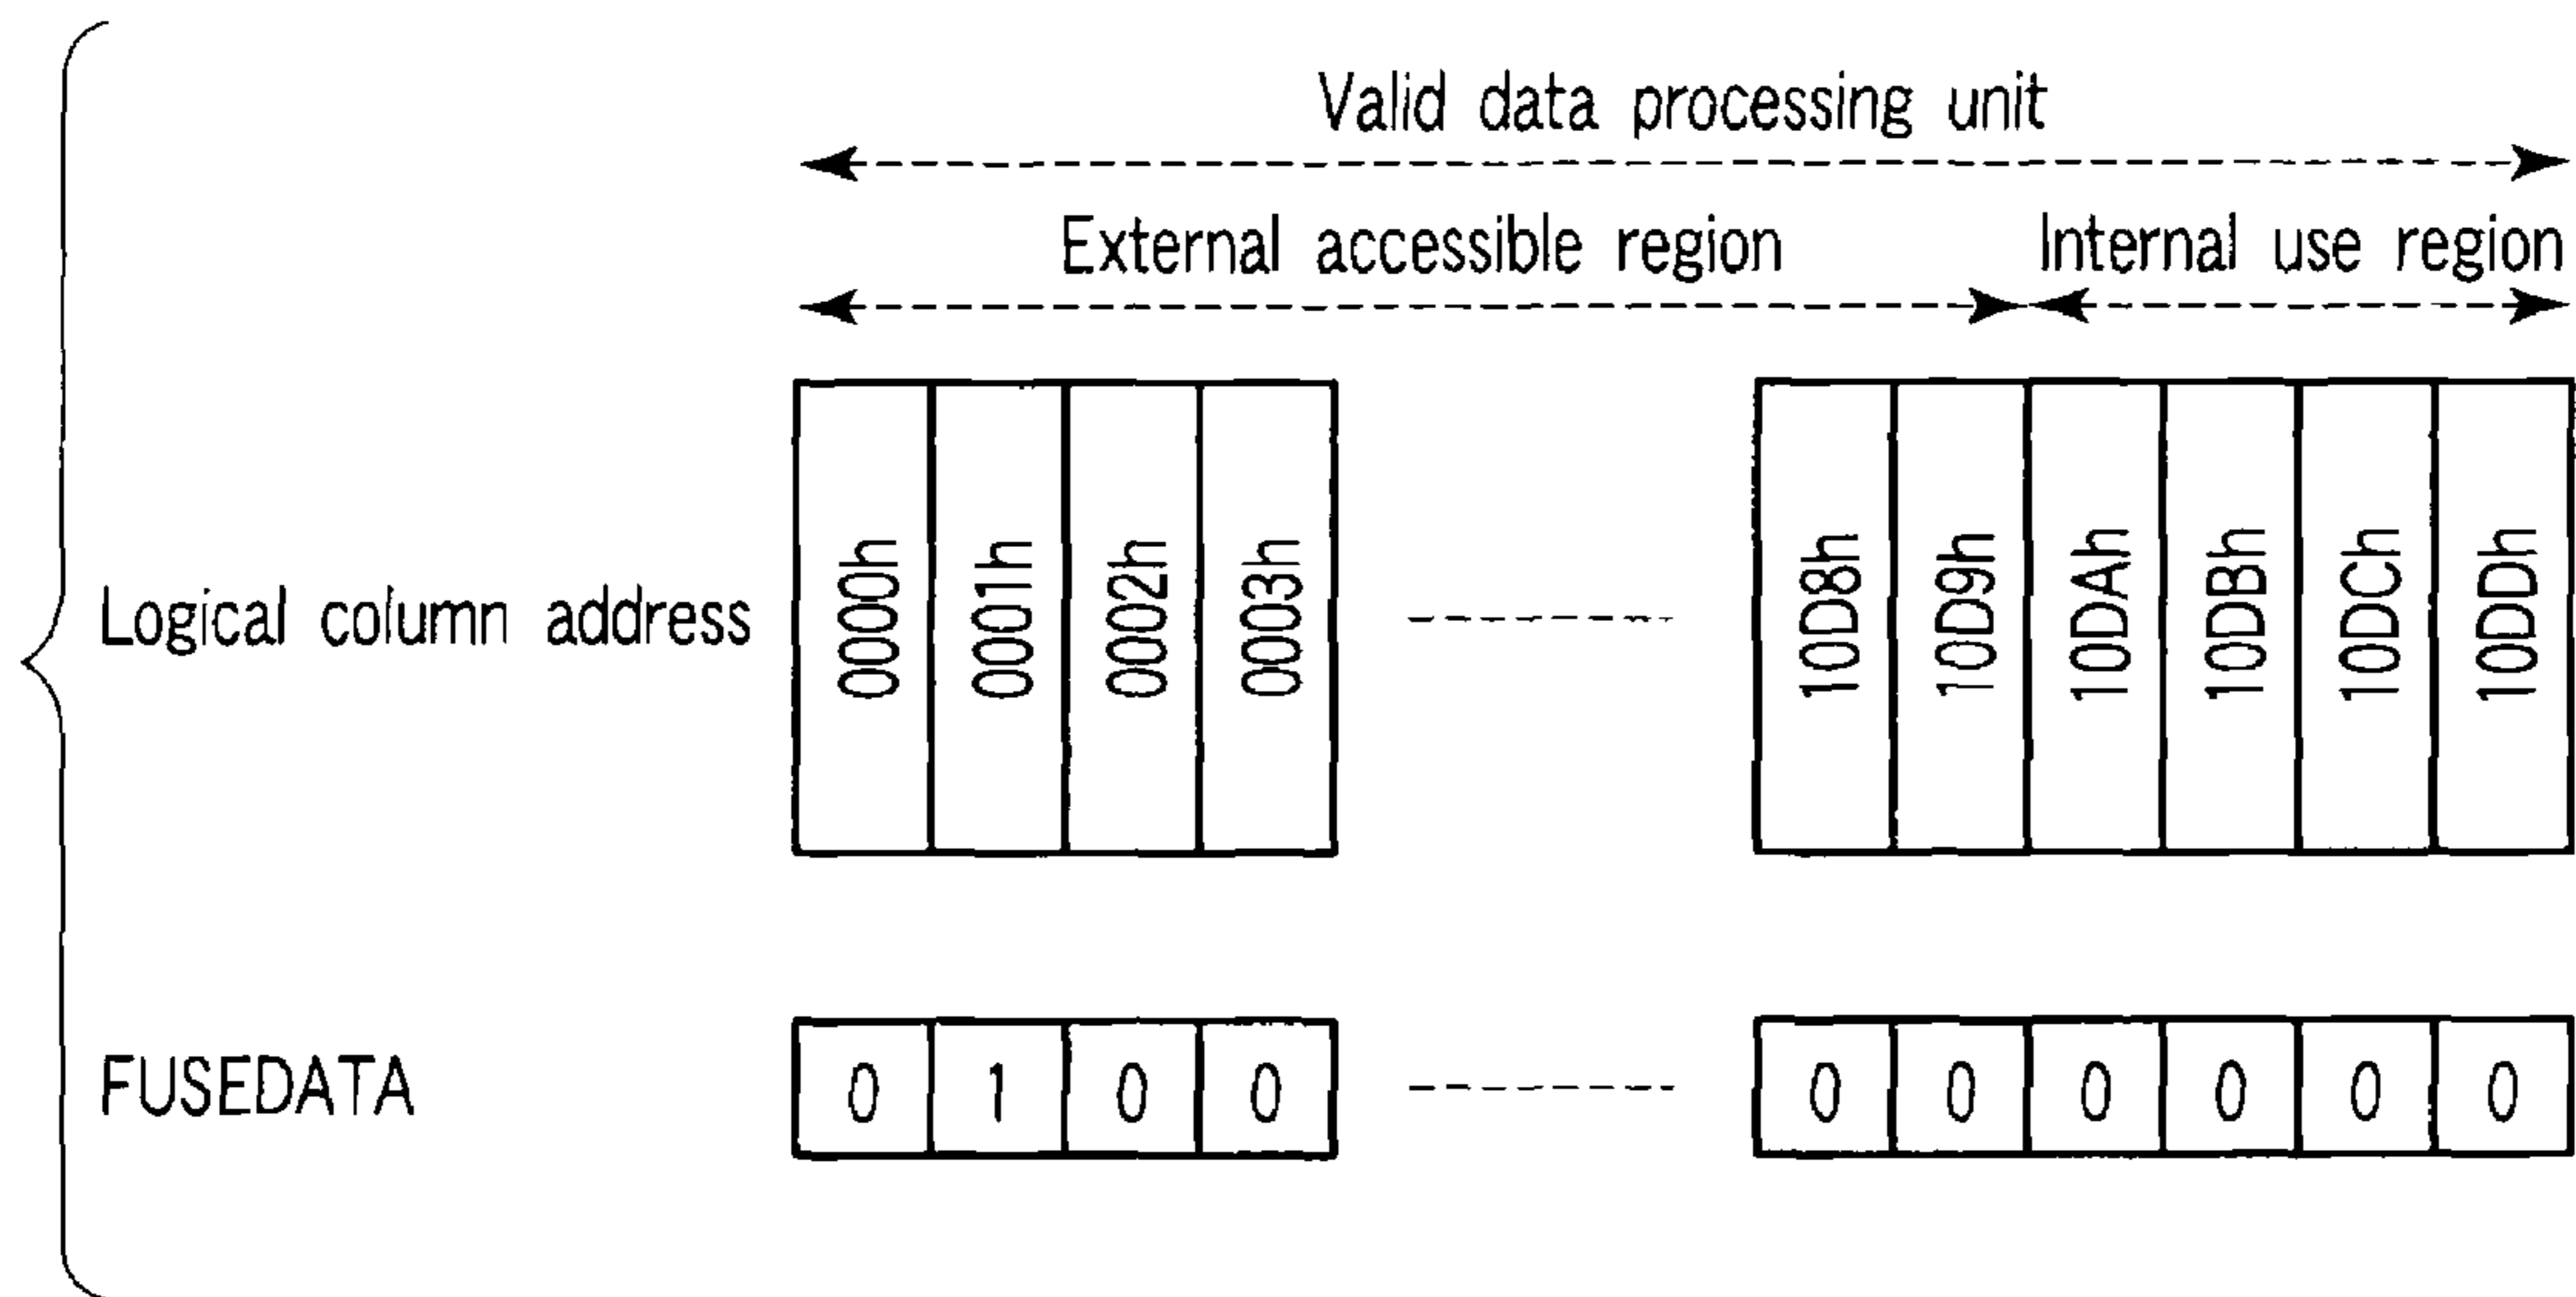 Valid data processing unit
External accessible region Internal use region
Logical column address 0000h 0001h 0002h 0003h 10D8h 10D9h 10DAh 10DBh 10DCh 10DDh
FUSEDATA 0 1 0 0 0 0 0 0 0 0